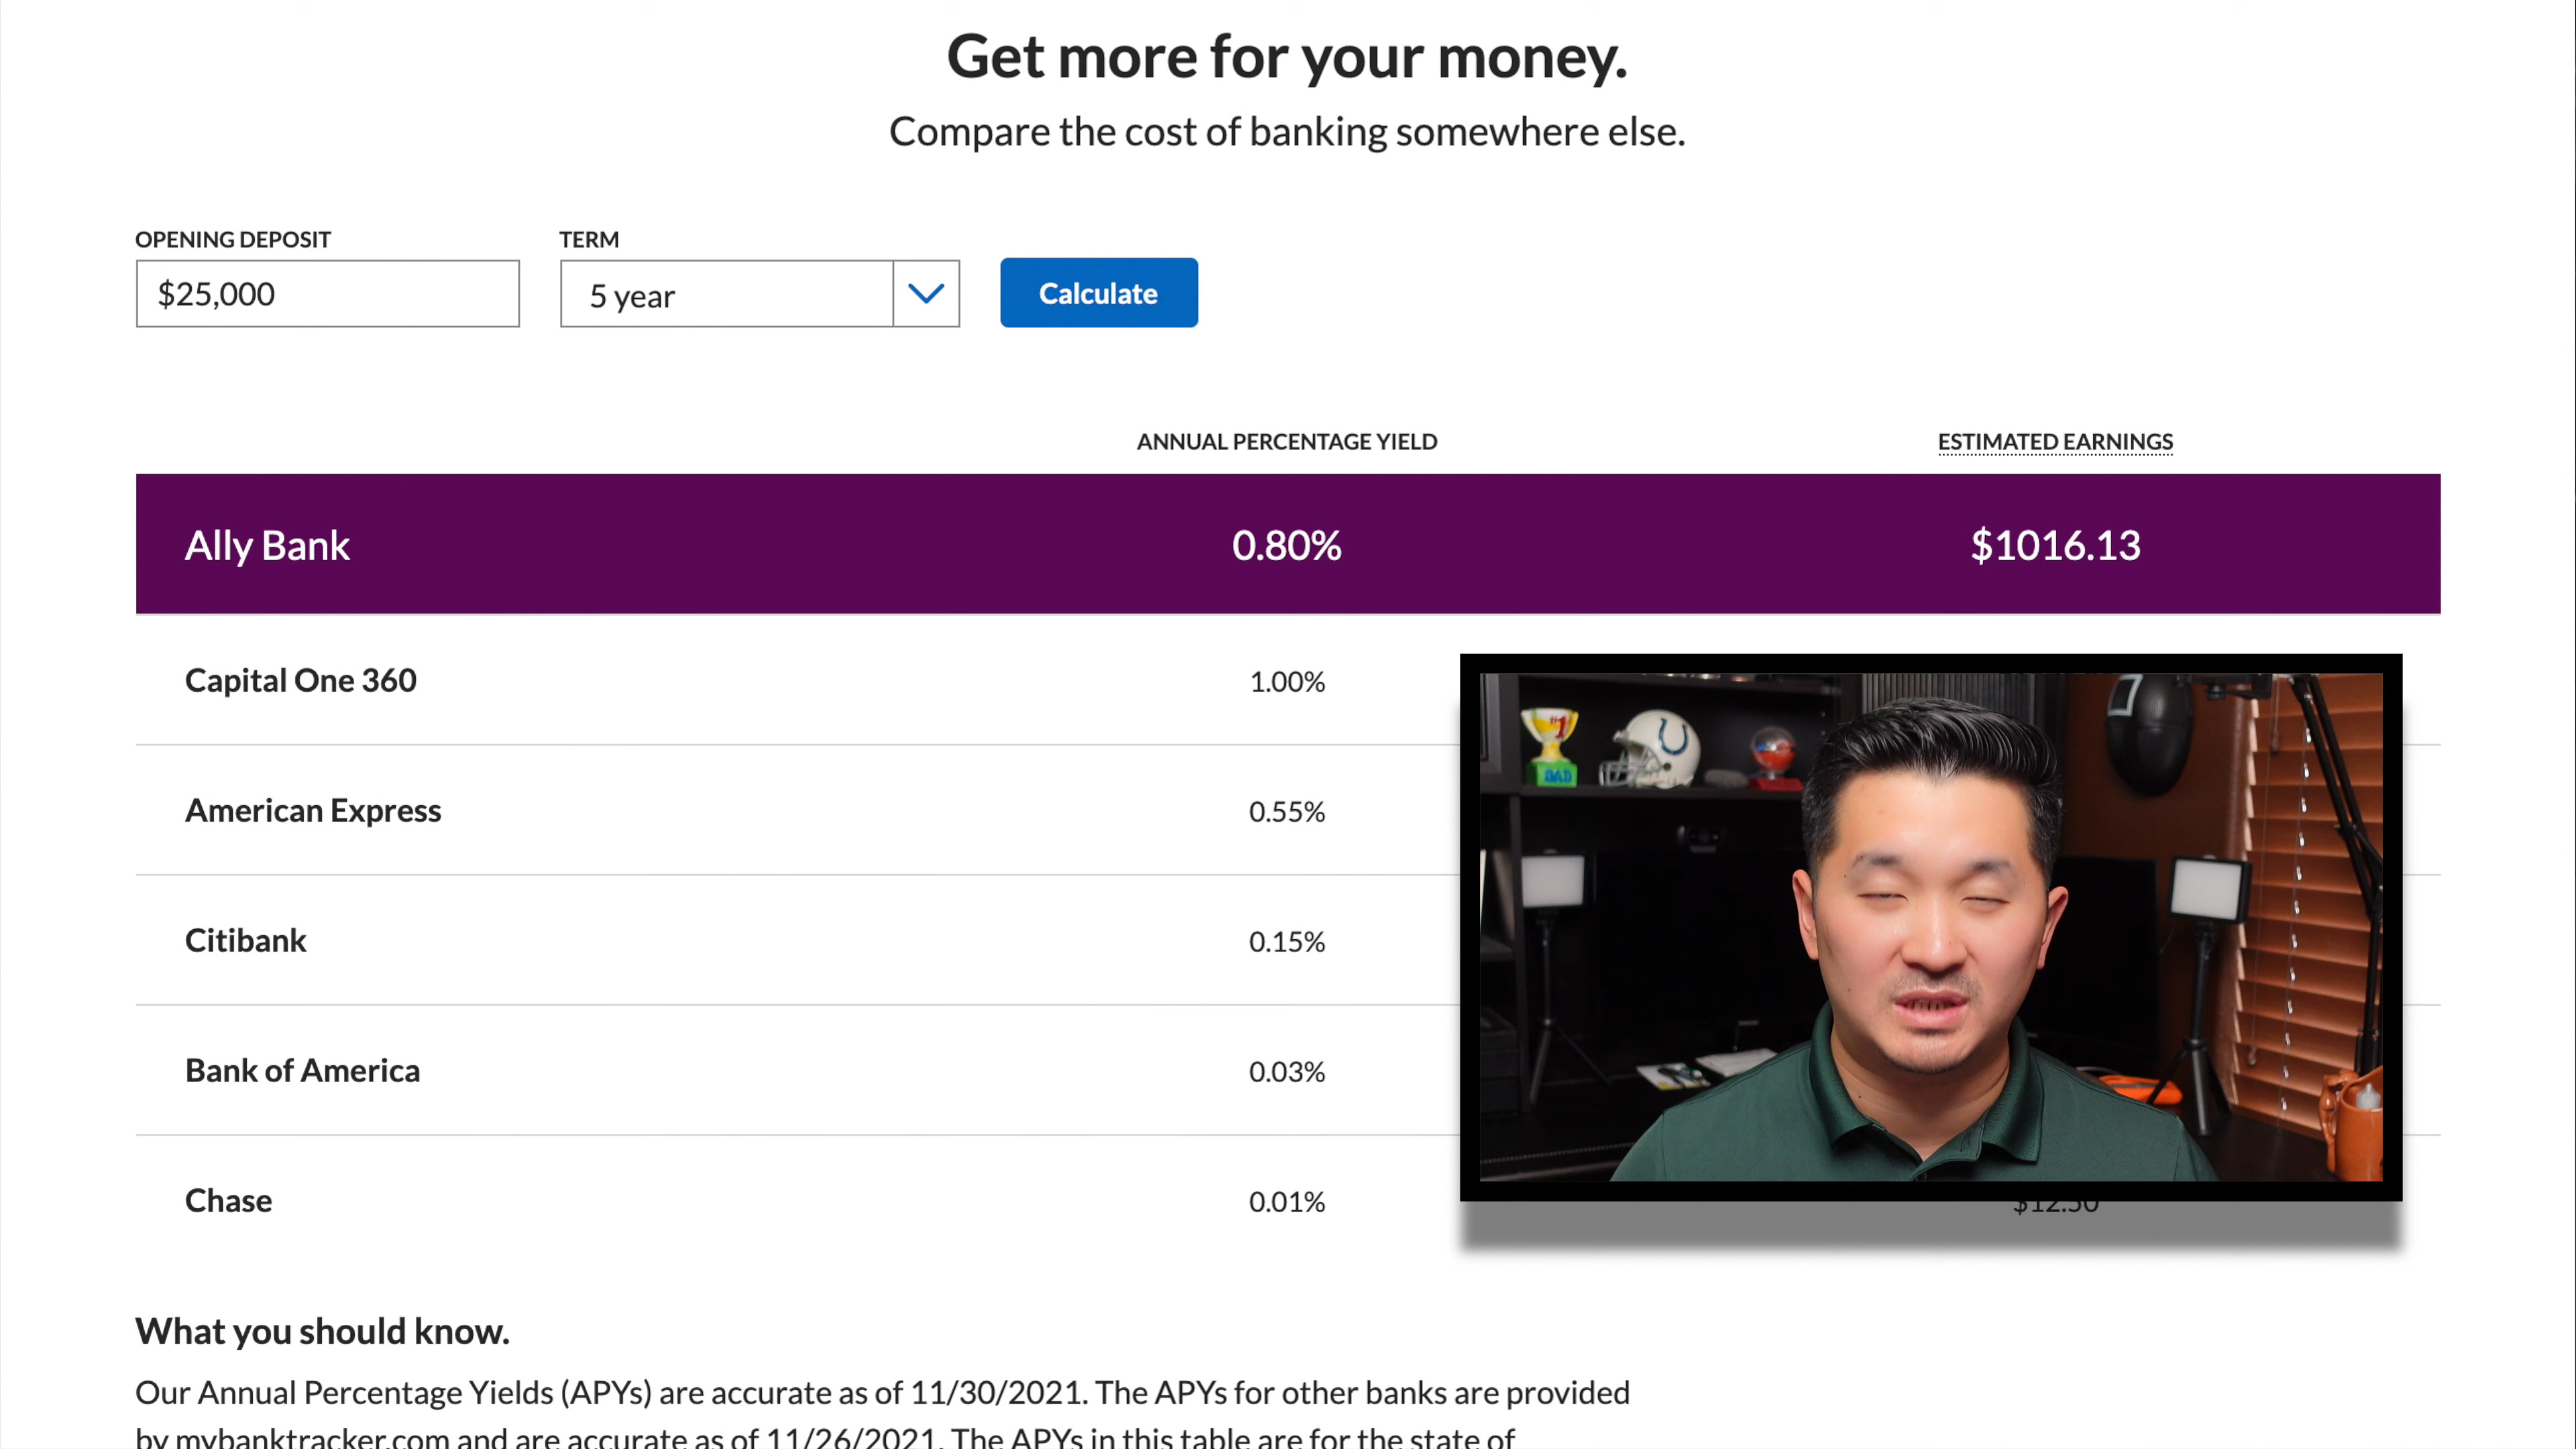 Get more for your money.
Compare the cost of banking somewhere else.
OPENING DEPOSIT TERM
$25,000 5 year Calculate
ANNUAL PERCENTAGE YIELD ESTIMATED EARNINGS
Ally Bank 0.80% $1016.13
Capital One 360 1.00%
#1
DAD
American Express 0.55%
Citibank 0.15%
Bank of America 0.03%
Chase 0.01% $12.50
What you should know.
Our Annual Percentage Yields (APYs) are accurate as of 11/30/2021. The APYs for other banks are provided
by mybanktracker.com and are accurate as of 11/26/2021. The APYs in this table are for the state of